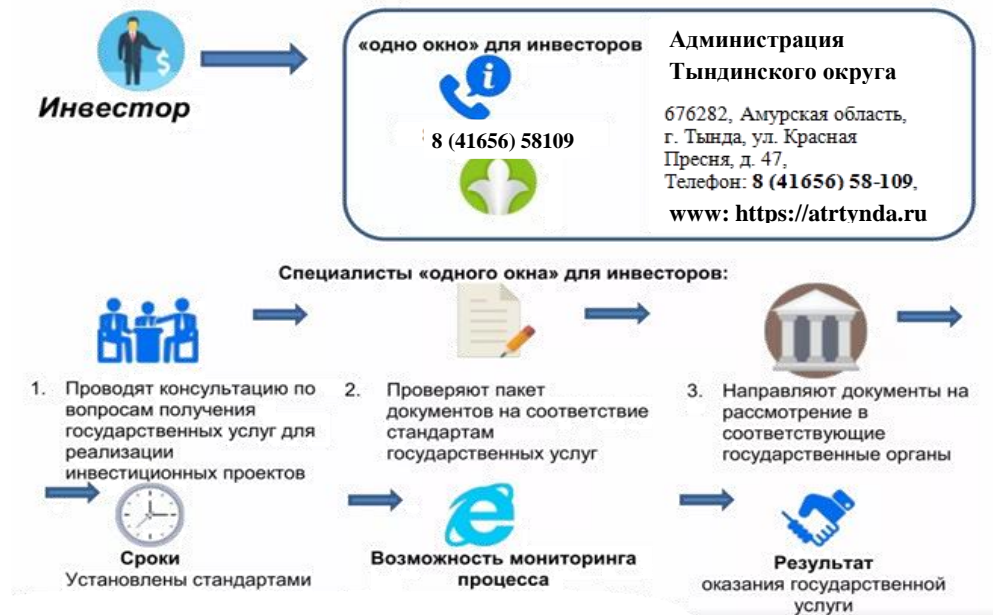 Инвестор
«одно окно» для инвесторов
8 (41656) 58109
Администрация
Тындинского округа
676282, Амурская область,
г. Тында, ул. Красная
Пресня, д. 47,
Телефон: 8 (41656) 58-109,
www: https://atrtynda.ru
Специалисты «одного окна» для инвесторов:
1. Проводят консультацию по
вопросам получения
государственных услуг для
реализации
инвестиционных проектов
2. Проверяют пакет
документов на соответствие
стандартам
государственных услуг
3. Направляют документы на
рассмотрение в
соответствующие
государственные органы
Сроки
Установлены стандартами
Возможность мониторинга
процесса
Результат
оказания государственной
услуги